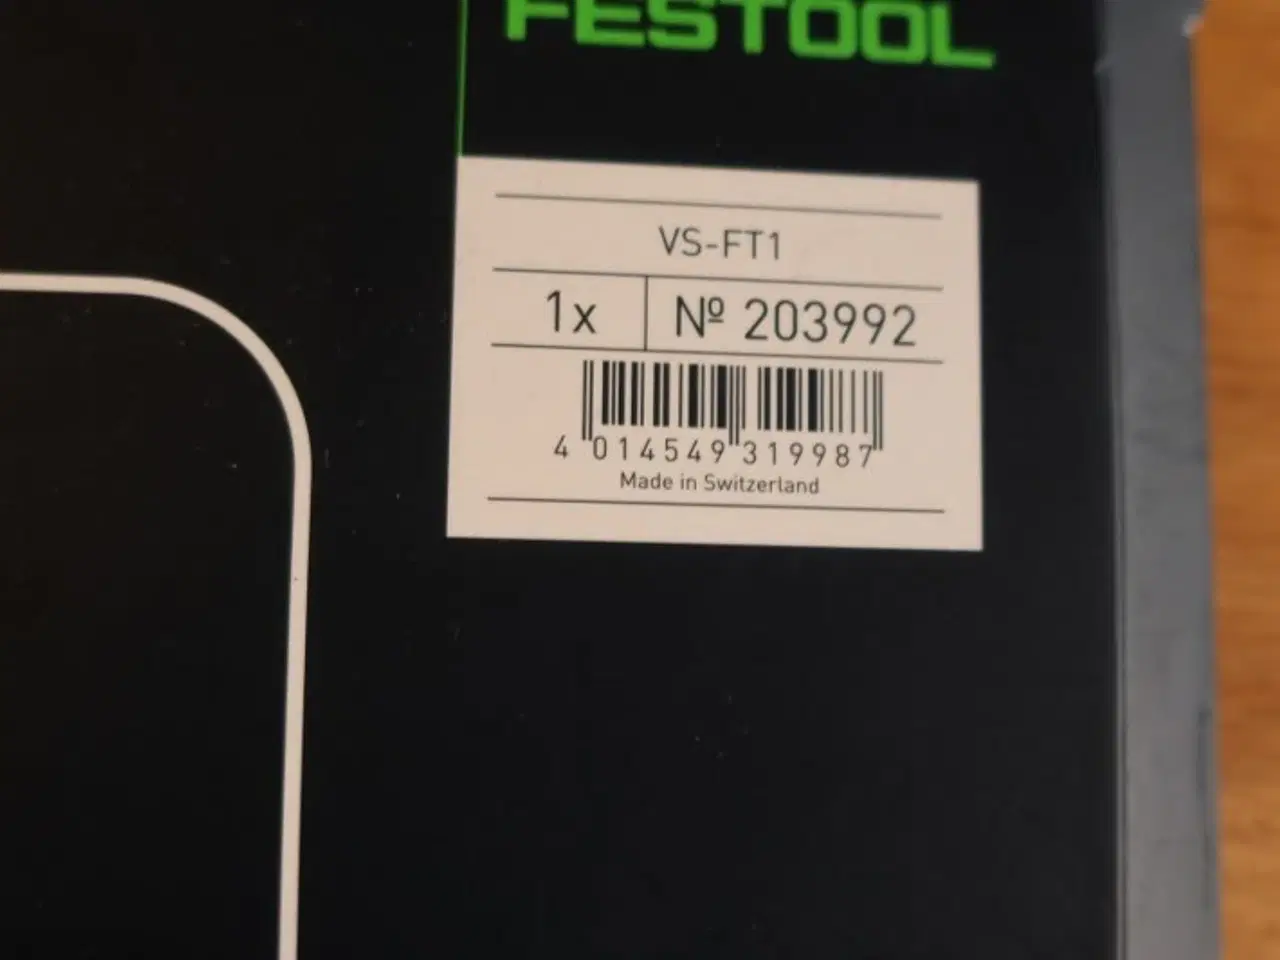 FESTOOL
VS-FT1
1x № 203992
4 014549 319987
Made in Switzerland